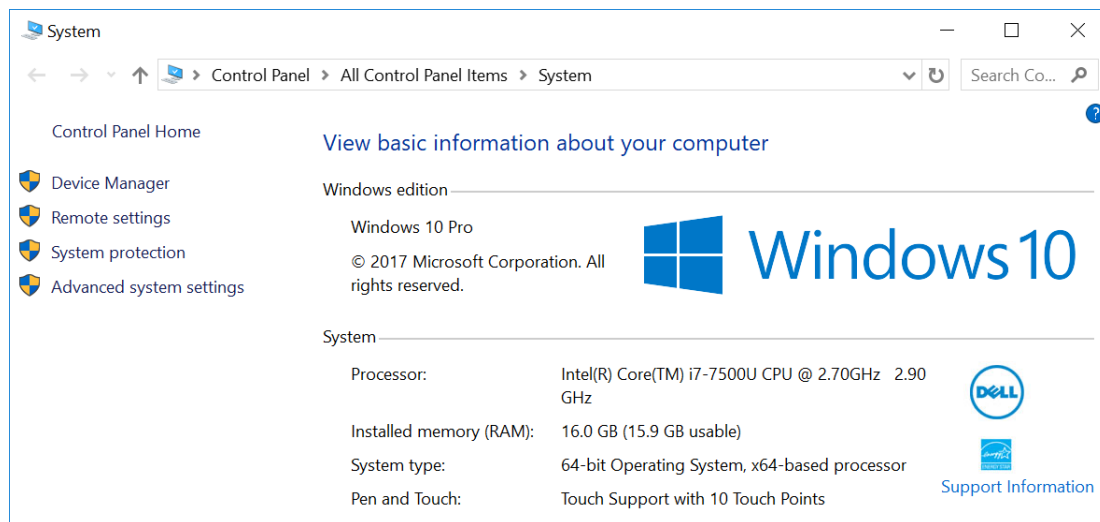 System
Control Panel > All Control Panel Items > System
Search Co...
?
Control Panel Home
Device Manager
Remote settings
System protection
Advanced system settings
View basic information about your computer
Windows edition
Windows 10 Pro
© 2017 Microsoft Corporation. All
rights reserved.
Windows 10
System
Processor:
Intel(R) Core(TM) i7-7500U CPU @ 2.70GHz 2.90
GHz
Installed memory (RAM):
16.0 GB (15.9 GB usable)
System type:
64-bit Operating System, x64-based processor
Pen and Touch:
Touch Support with 10 Touch Points
DELL
energy
ENERGY STAR
Support Information